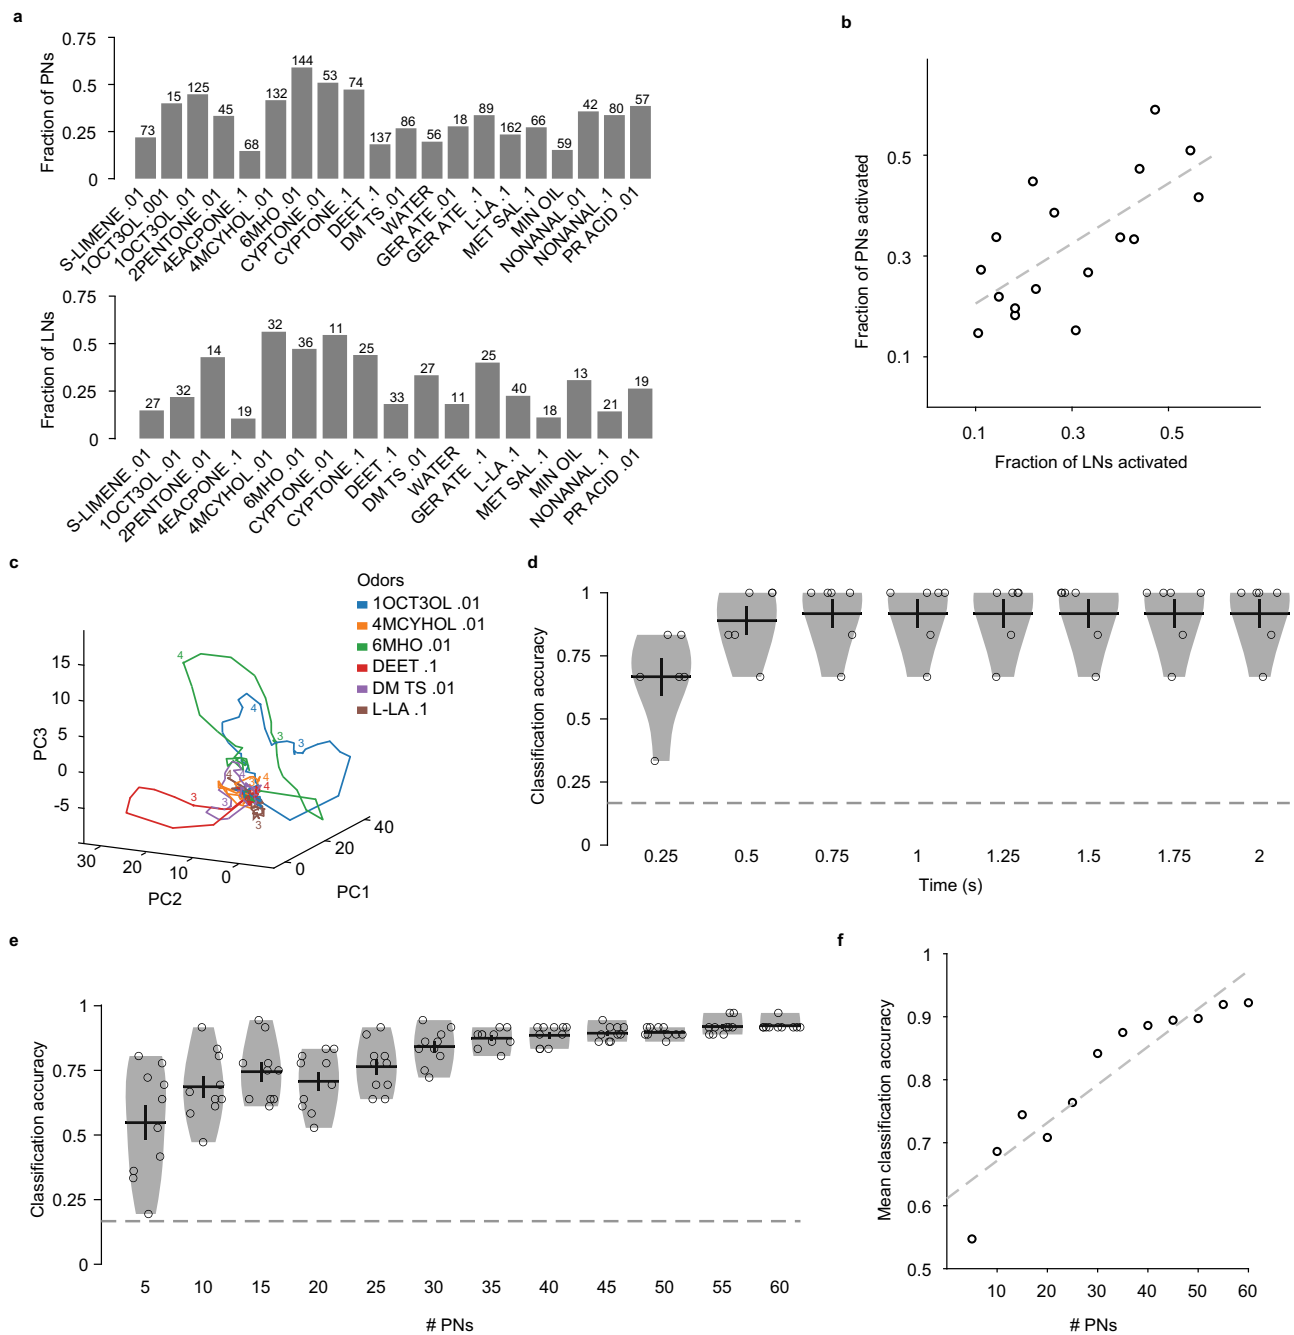 a
0.75
0.5
0.25
0
Fraction of PNs
73
15
125
45
68
132
144
53
74
137
86
56
18
89
162
66
59
42
80
57
S-LIMENE .01
1OCT3OL .001
1OCT3OL .01
2PENTONE .01
4EACPONE .1
4MCYHOL .01
6MHO .01
CYPTONE .01
CYPTONE .1
DEET .1
DM TS .01
WATER
GER ATE .01
GER ATE .1
L-LA .1
MET SAL .1
MIN OIL
NONANAL .01
NONANAL .1
PR ACID .01
0.75
0.5
0.25
0
Fraction of LNs
27
32
14
19
32
36
11
25
33
27
11
25
40
18
13
21
19
S-LIMENE .01
1OCT3OL .01
2PENTONE .01
4EACPONE .1
4MCYHOL .01
6MHO .01
CYPTONE .01
CYPTONE .1
DEET .1
DM TS .01
WATER
GER ATE .1
L-LA .1
MET SAL .1
MIN OIL
NONANAL .1
PR ACID .01
b
0.5
0.3
0.1
Fraction of PNs activated
0.1
0.3
0.5
Fraction of LNs activated
c
Odors
1OCT3OL .01
4MCYHOL .01
6MHO .01
DEET .1
DM TS .01
L-LA .1
15
10
5
0
-5
PC3
4
4
3
3
4
4
4
4
3
3
3
30
20
10
0
PC2
0
20
40
PC1
d
1
0.75
0.5
0.25
0
Classification accuracy
0.25
0.5
0.75
1
1.25
1.5
1.75
2
Time (s)
e
1
0.75
0.5
0.25
0
Classification accuracy
5
10
15
20
25
30
35
40
45
50
55
60
# PNs
f
1
0.9
0.8
0.7
0.6
0.5
Mean classification accuracy
10
20
30
40
50
60
# PNs